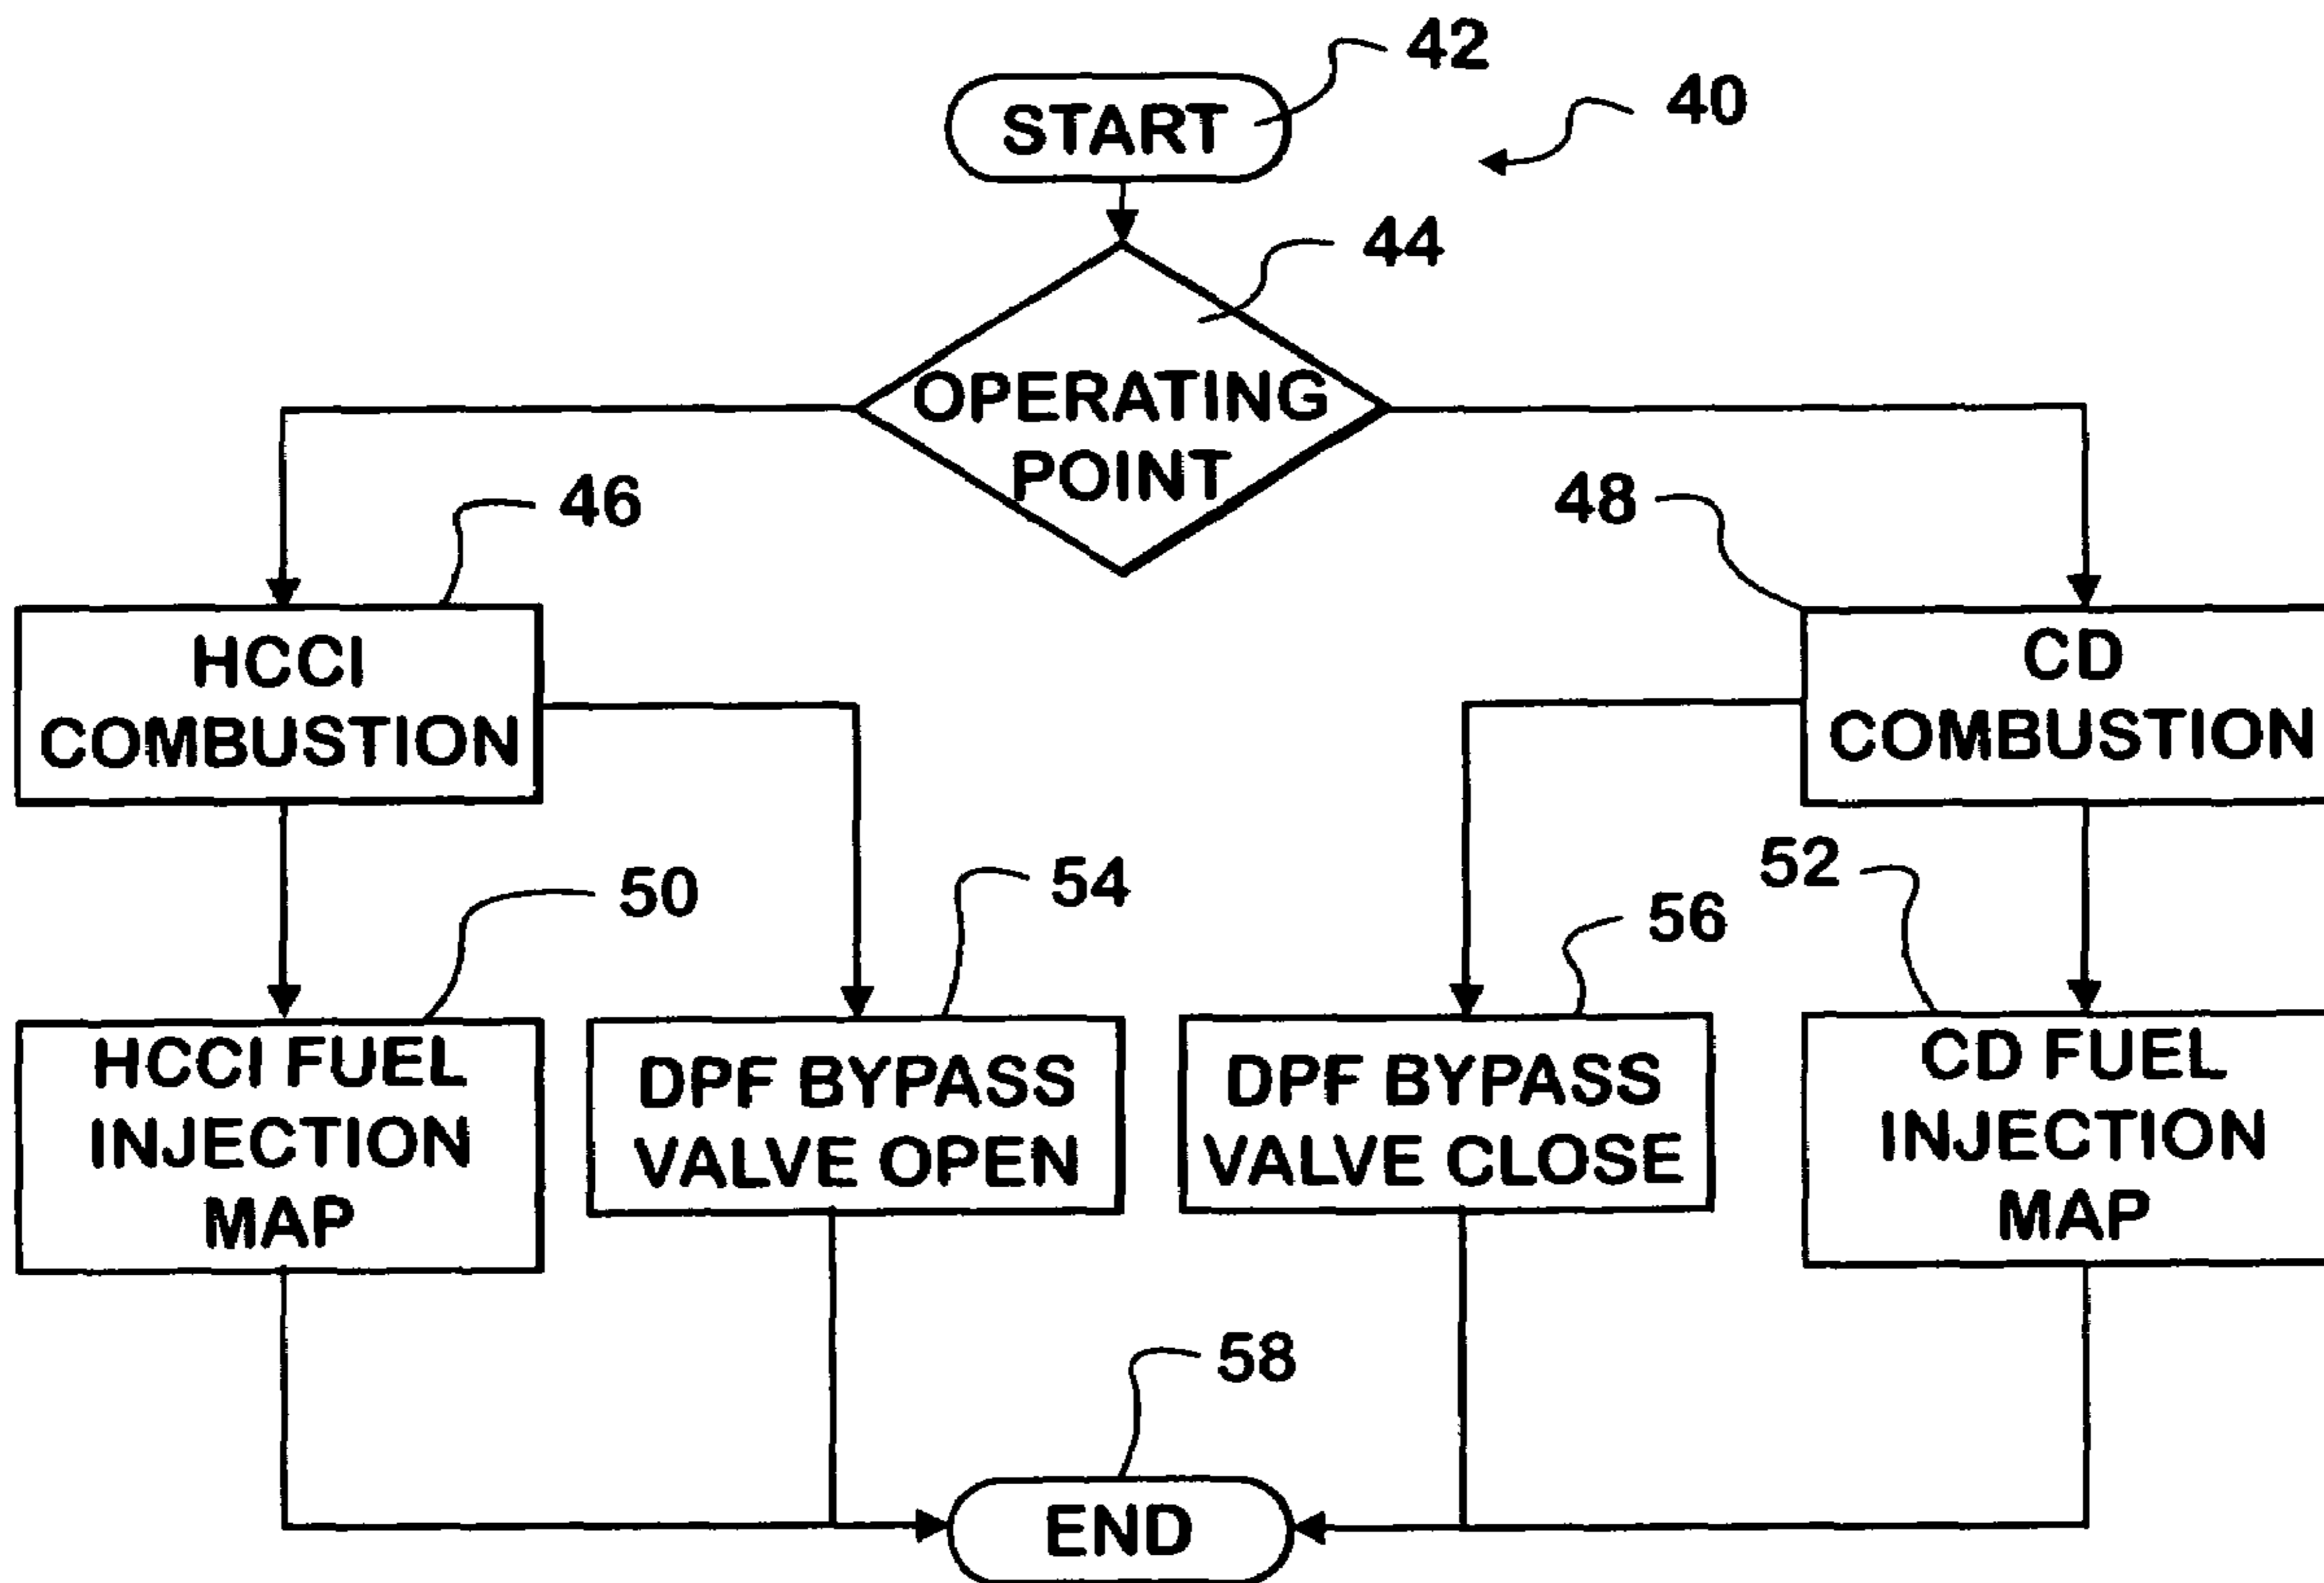 42
START
40
44
OPERATING
POINT
46
48
HCCI
COMBUSTION
CD
COMBUSTION
50
54
56
52
HCCI FUEL
INJECTION
MAP
DPF BYPASS
VALVE OPEN
DPF BYPASS
VALVE CLOSE
CD FUEL
INJECTION
MAP
58
END